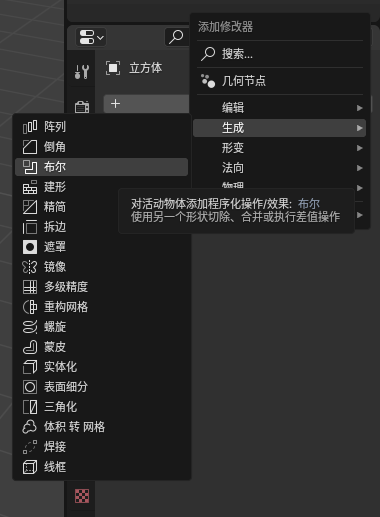 添加修改器
搜索...
几何节点
编辑
生成
形变
法向
物理
立方体
阵列
倒角
布尔
建形
精简
拆边
遮罩
镜像
多级精度
重构网格
螺旋
蒙皮
实体化
表面细分
三角化
体积 转 网格
焊接
线框
对活动物体添加程序化操作/效果: 布尔
使用另一个形状切除、合并或执行差值操作